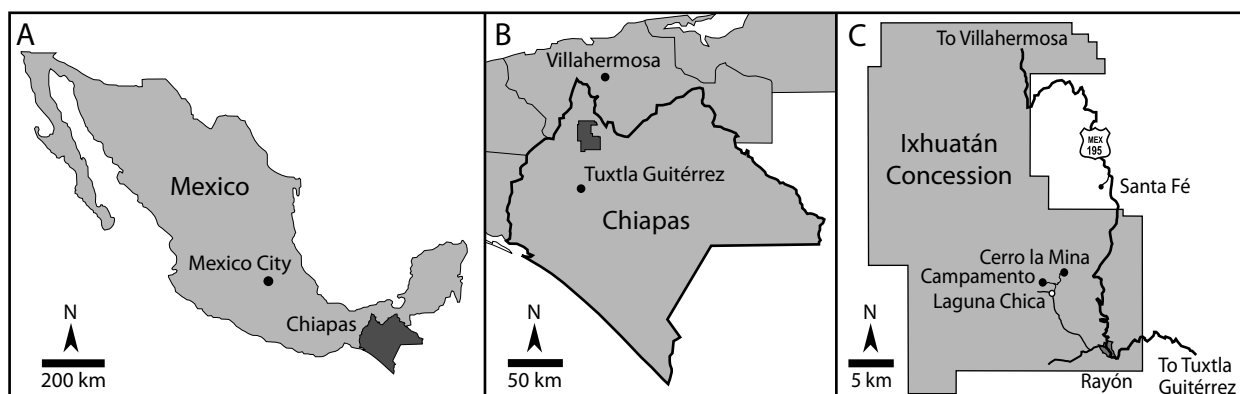 A
Mexico
Mexico City
Chiapas
N
200 km
B
Villahermosa
Tuxtla Guitérrez
Chiapas
N
50 km
C
To Villahermosa
Ixhuatán
Concession
MEX
195
Santa Fé
Cerro la Mina
Campamento
Laguna Chica
N
5 km
Rayón
To Tuxtla
Guitérrez